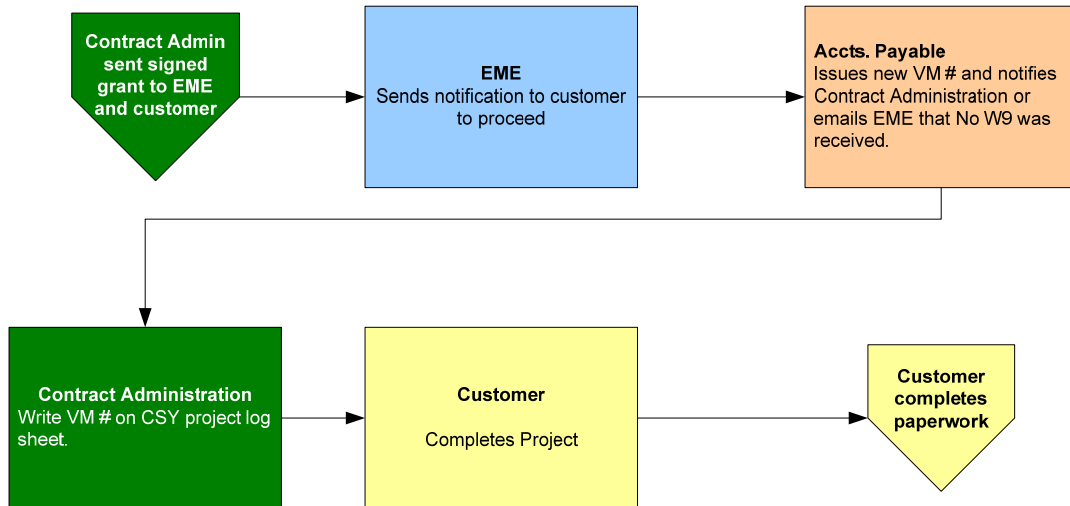 Contract Admin
sent signed
grant to EME
and customer
EME
Sends notification to customer
to proceed
Accts. Payable
Issues new VM # and notifies
Contract Administration or
emails EME that No W9 was
received.
Contract Administration
Write VM # on CSY project log
sheet.
Customer
Completes Project
Customer
completes
paperwork